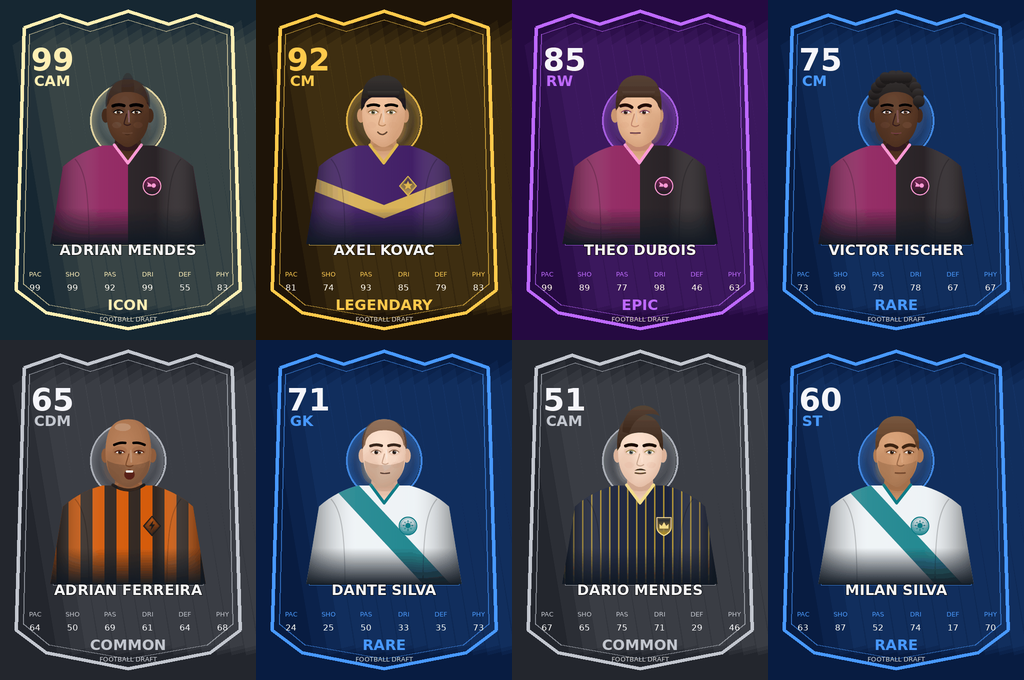 99
CAM
ADRIAN MENDES
PAC SHO PAS DRI DEF PHY
99 99 92 99 55 83
ICON
FOOTBALL DRAFT
92
CM
AXEL KOVAC
PAC SHO PAS DRI DEF PHY
81 74 93 85 79 83
LEGENDARY
FOOTBALL DRAFT
85
RW
THEO DUBOIS
PAC SHO PAS DRI DEF PHY
99 89 77 98 46 63
EPIC
FOOTBALL DRAFT
75
CM
VICTOR FISCHER
PAC SHO PAS DRI DEF PHY
73 69 79 78 67 67
RARE
FOOTBALL DRAFT
65
CDM
ADRIAN FERREIRA
PAC SHO PAS DRI DEF PHY
64 50 69 61 64 68
COMMON
FOOTBALL DRAFT
71
GK
DANTE SILVA
PAC SHO PAS DRI DEF PHY
24 25 50 33 35 73
RARE
FOOTBALL DRAFT
51
CAM
DARIO MENDES
PAC SHO PAS DRI DEF PHY
67 65 75 71 29 46
COMMON
FOOTBALL DRAFT
60
ST
MILAN SILVA
PAC SHO PAS DRI DEF PHY
63 87 52 74 17 70
RARE
FOOTBALL DRAFT